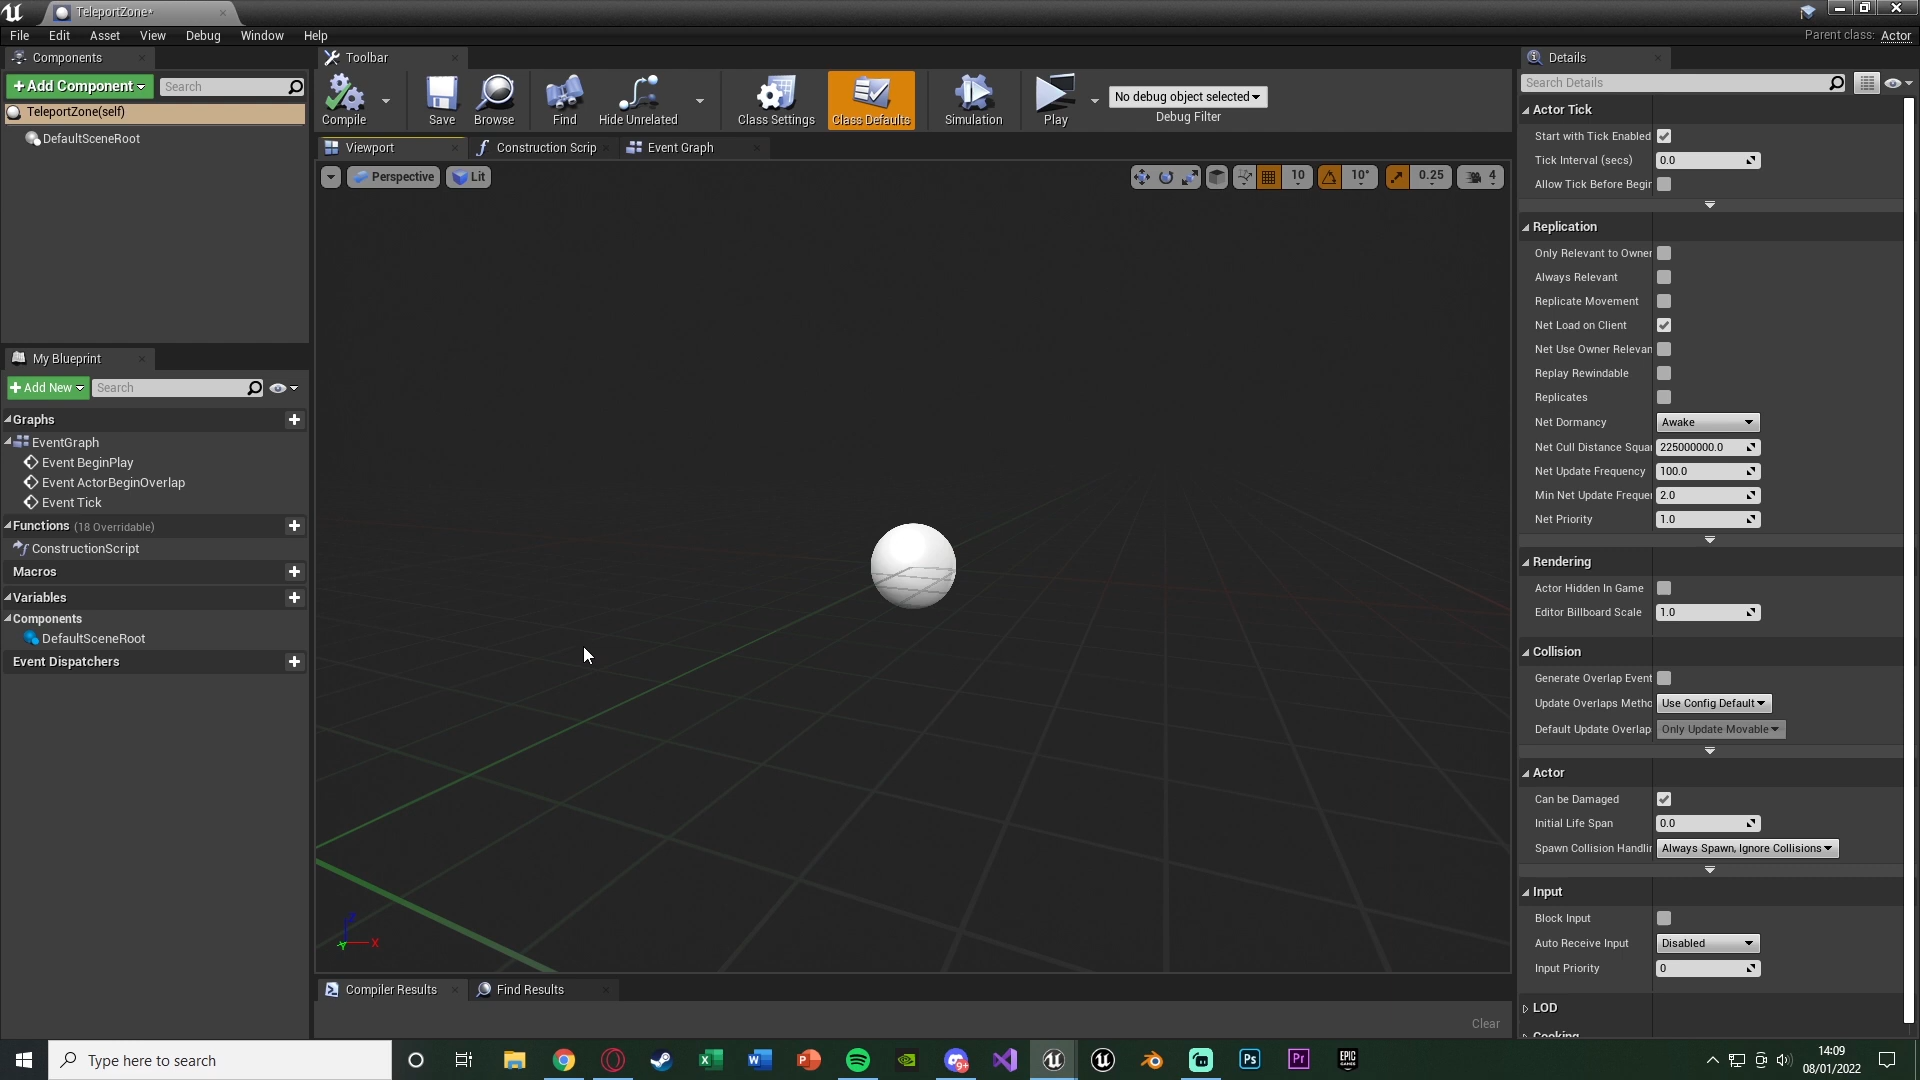 TeleportZone*
File Edit Asset View Debug Window Help
Parent class: Actor
Components
+Add Component
Search
TeleportZone(self)
DefaultSceneRoot
My Blueprint
+Add New
Search
Graphs
EventGraph
Event BeginPlay
Event ActorBeginOverlap
Event Tick
Functions (18 Overridable)
ConstructionScript
Macros
Variables
Components
DefaultSceneRoot
Event Dispatchers
Toolbar
Compile
Save
Browse
Find
Hide Unrelated
Class Settings
Class Defaults
Simulation
Play
No debug object selected
Debug Filter
Viewport
Construction Scrip
Event Graph
Perspective
Lit
10
10°
0.25
4
Z
X
Y
Compiler Results
Find Results
Clear
Details
Search Details
Actor Tick
Start with Tick Enabled
Tick Interval (secs) 0.0
Allow Tick Before Begir
Replication
Only Relevant to Owner
Always Relevant
Replicate Movement
Net Load on Client
Net Use Owner Relevan
Replay Rewindable
Replicates
Net Dormancy Awake
Net Cull Distance Squar 225000000.0
Net Update Frequency 100.0
Min Net Update Frequer 2.0
Net Priority 1.0
Rendering
Actor Hidden In Game
Editor Billboard Scale 1.0
Collision
Generate Overlap Event
Update Overlaps Metho Use Config Default
Default Update Overlap Only Update Movable
Actor
Can be Damaged
Initial Life Span 0.0
Spawn Collision Handlin Always Spawn, Ignore Collisions
Input
Block Input
Auto Receive Input Disabled
Input Priority 0
LOD
Cooking
Type here to search
9+
Ps
Pr
EPIC GAMES
14:09
08/01/2022